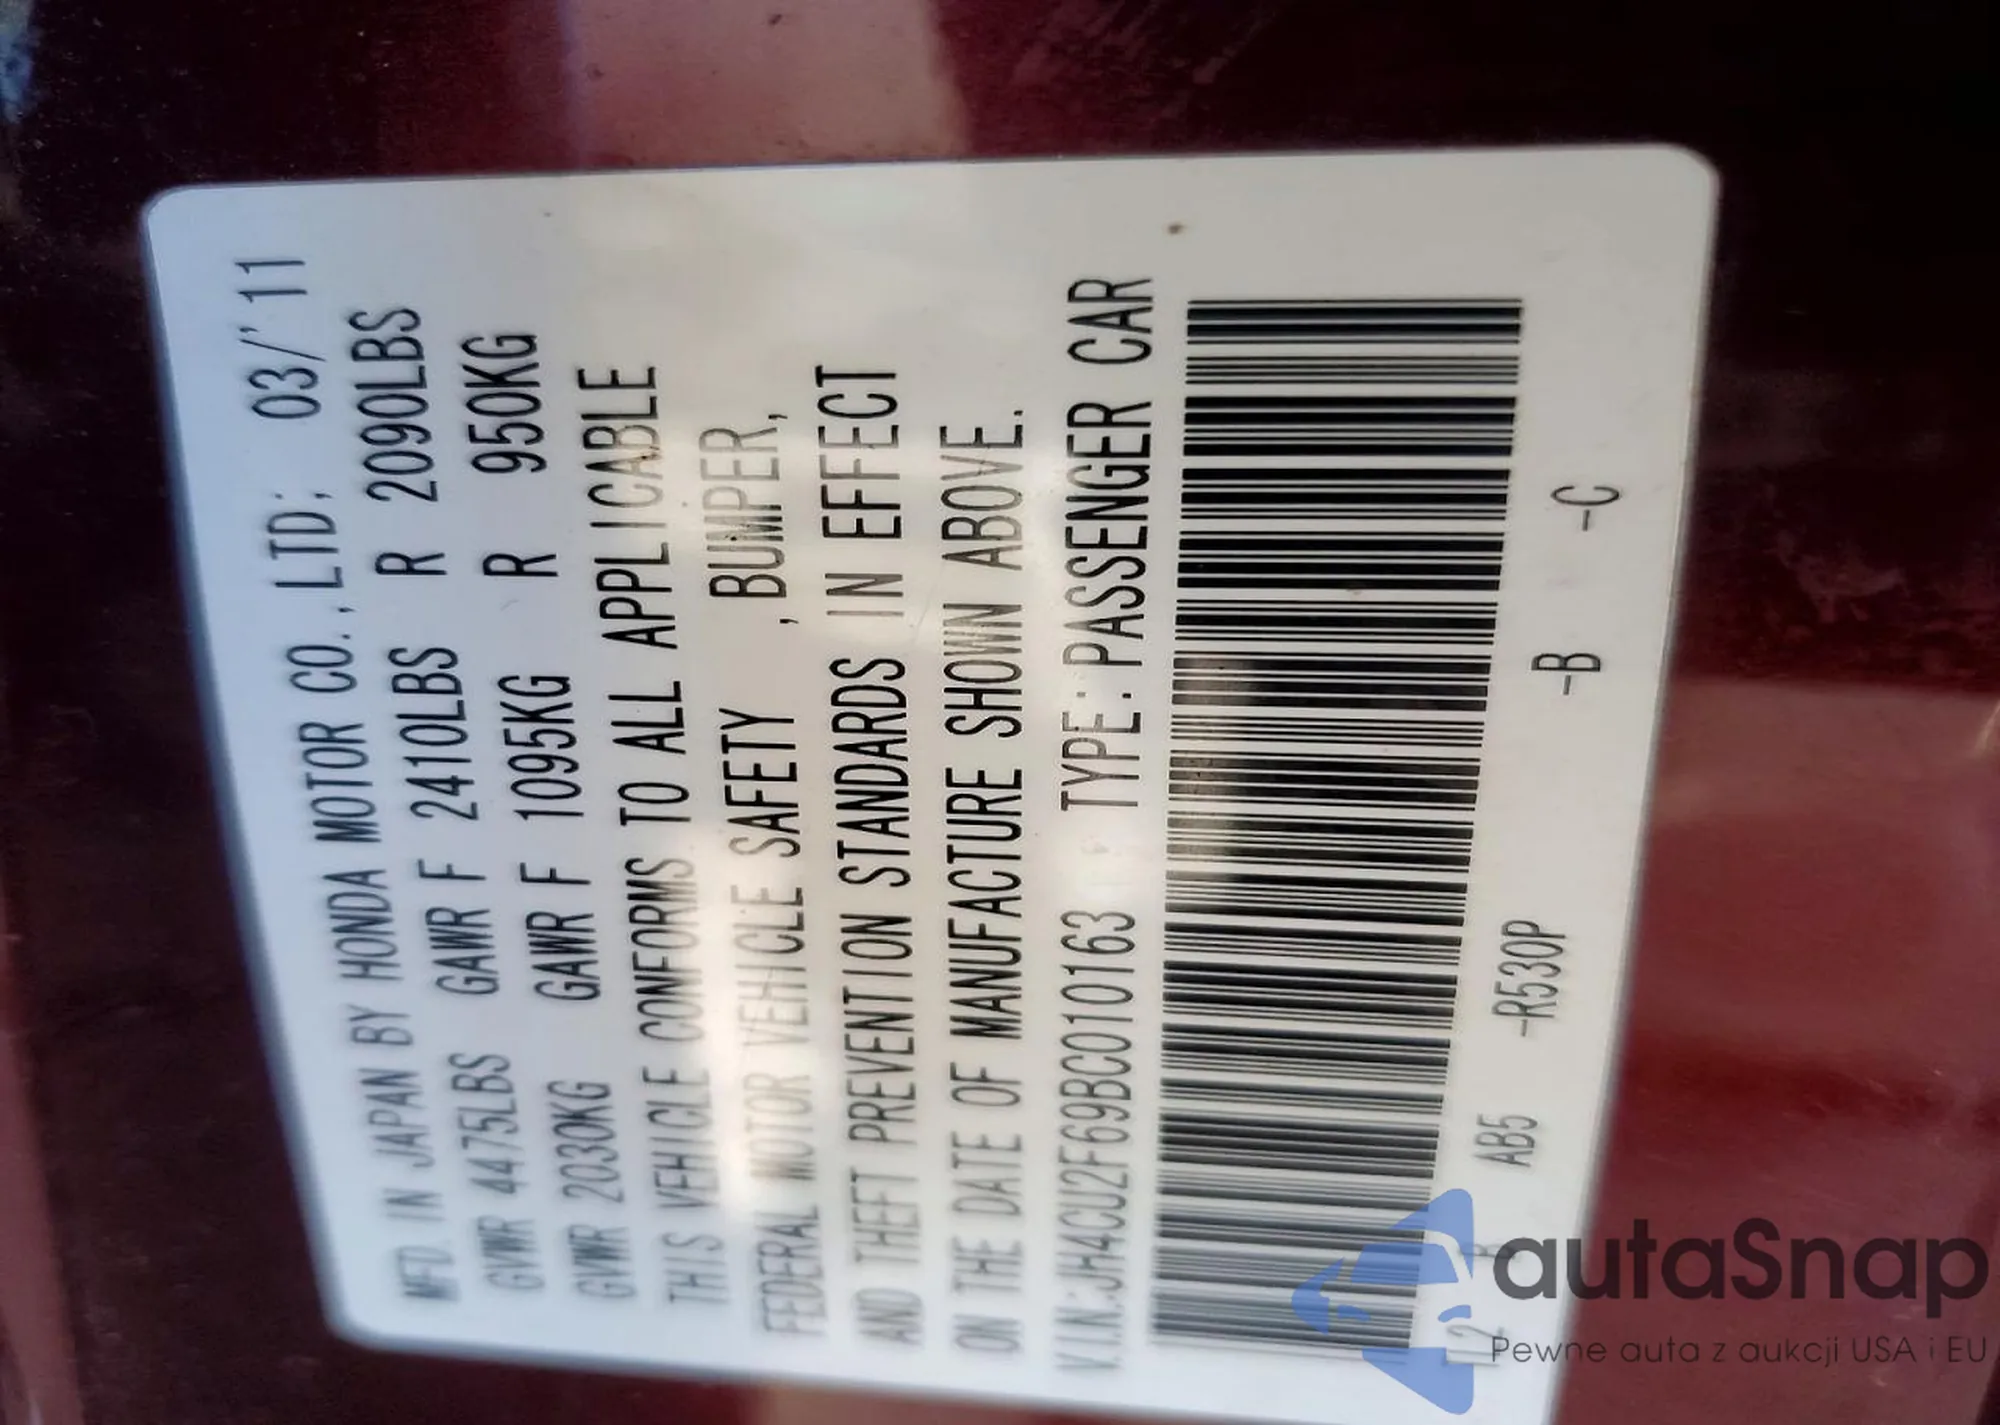 MFD. IN JAPAN BY HONDA MOTOR CO., LTD; 03/'11
GVWR 4475LBS GAWR F 2410LBS R 2090LBS
GVWR 2030KG GAWR F 1095KG R 950KG
THIS VEHICLE CONFORMS TO ALL APPLICABLE
FEDERAL MOTOR VEHICLE SAFETY ,BUMPER,
AND THEFT PREVENTION STANDARDS IN EFFECT
ON THE DATE OF MANUFACTURE SHOWN ABOVE.
V.I.N.:JH4CU2F69BC010163 TYPE:PASSENGER CAR
AB5 -R530P -B -C
autaSnap
Pewne auta z aukcji USA i EU